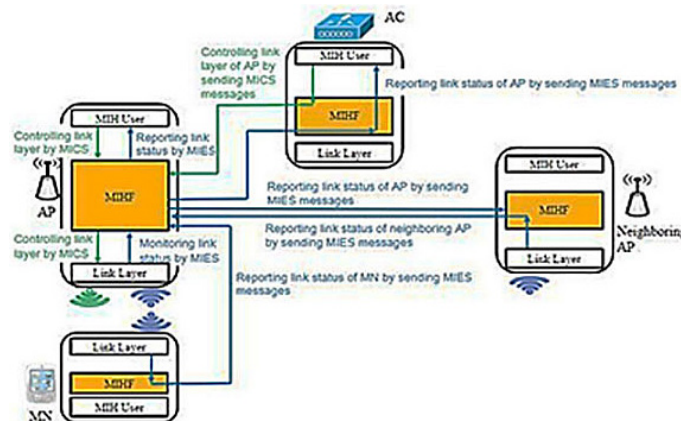 AC
MIH User
Controlling link
layer of AP by
sending MICS
messages
Reporting link status of AP by sending
MIES messages
MIHF
Link Layer
MIH User
Controlling link
layer by MICS
Reporting link
status by MIES
AP
MIHF
Controlling link
layer by MICS
Monitoring link
status by MIES
Link Layer
Reporting link status of AP by sending
MIES messages
Reporting link status of neighboring AP
by sending MIES messages
Reporting link status of MN by sending MIES
messages
MIH User
MIHF
Link Layer
Neighboring
AP
Link Layer
MIHF
MIH User
MN